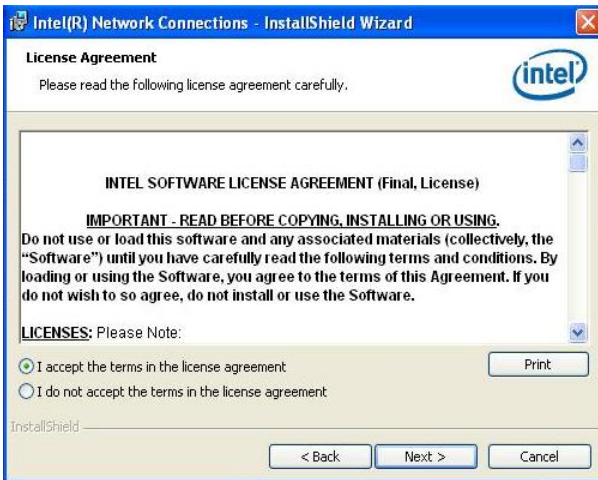 Intel(R) Network Connections - InstallShield Wizard
License Agreement
Please read the following license agreement carefully.
intel
INTEL SOFTWARE LICENSE AGREEMENT (Final, License)
IMPORTANT - READ BEFORE COPYING, INSTALLING OR USING.
Do not use or load this software and any associated materials (collectively, the
“Software”) until you have carefully read the following terms and conditions. By
loading or using the Software, you agree to the terms of this Agreement. If you
do not wish to so agree, do not install or use the Software.
LICENSES: Please Note:
I accept the terms in the license agreement
Print
I do not accept the terms in the license agreement
InstallShield
< Back
Next >
Cancel